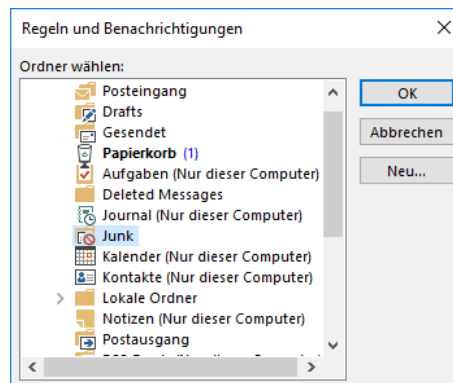 Regeln und Benachrichtigungen
Ordner wählen:
Posteingang
Drafts
Gesendet
Papierkorb (1)
Aufgaben (Nur dieser Computer)
Deleted Messages
Journal (Nur dieser Computer)
Junk
Kalender (Nur dieser Computer)
Kontakte (Nur dieser Computer)
Lokale Ordner
Notizen (Nur dieser Computer)
Postausgang
OK
Abbrechen
Neu...